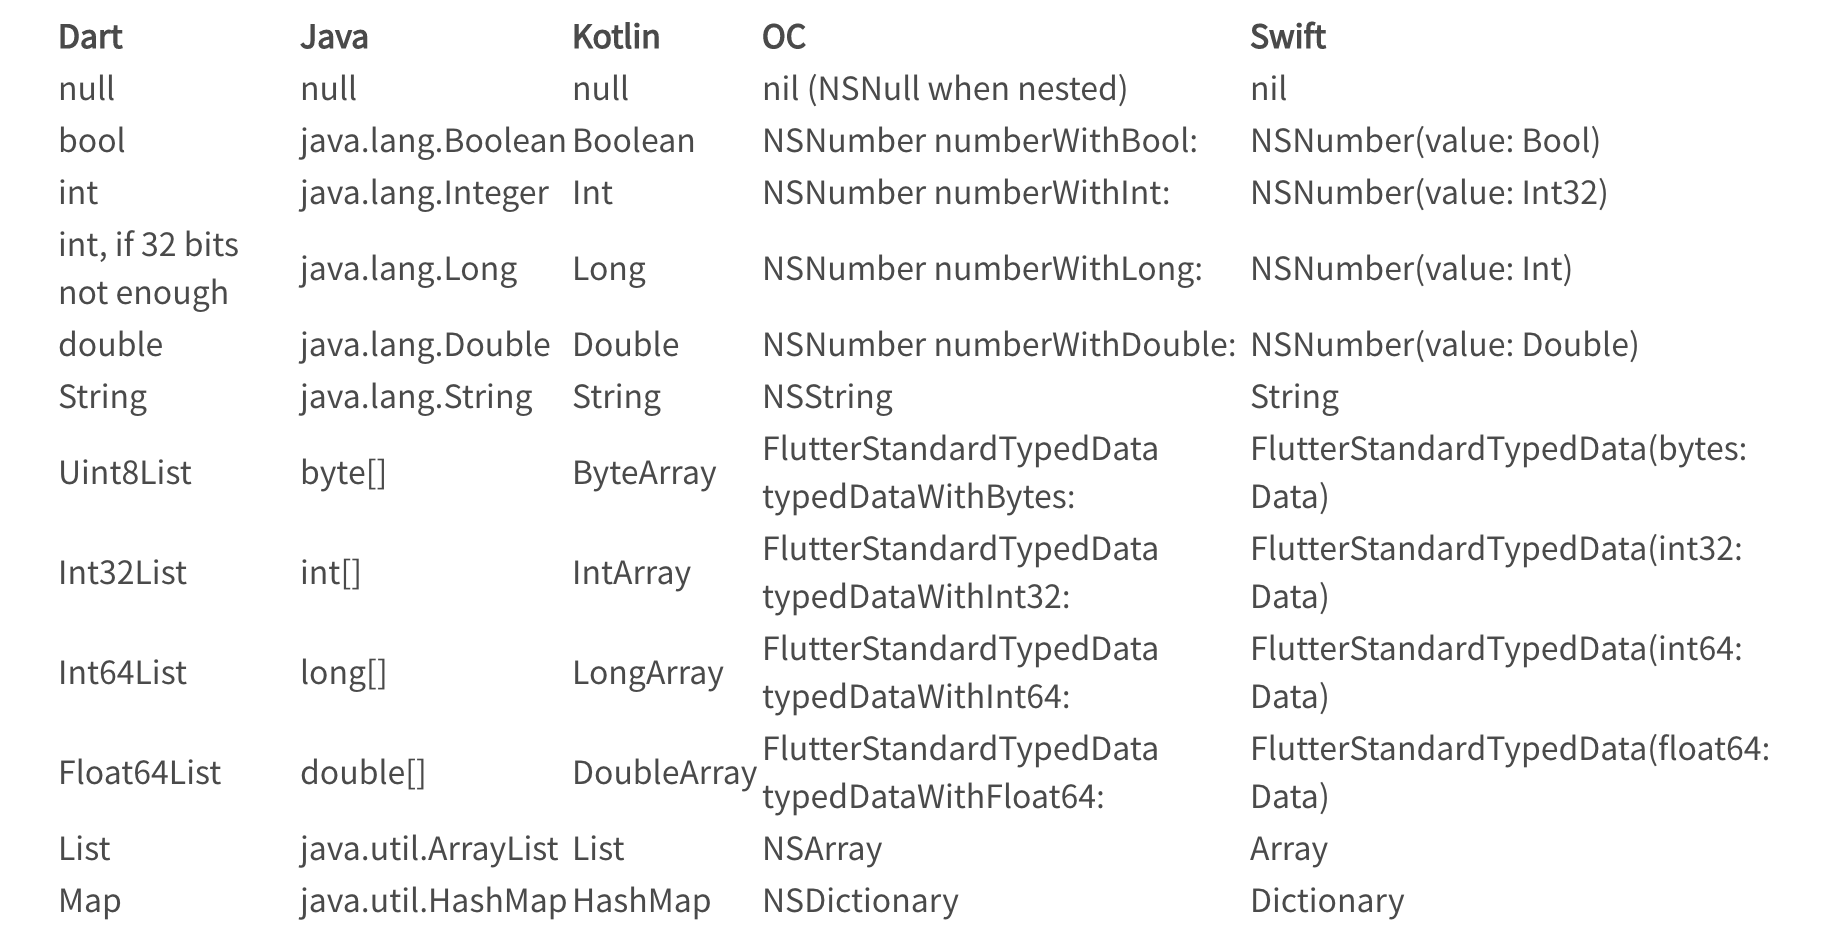 Dart Java Kotlin OC Swift
null null null nil (NSNull when nested) nil
bool java.lang.Boolean Boolean NSNumber numberWithBool: NSNumber(value: Bool)
int java.lang.Integer Int NSNumber numberWithInt: NSNumber(value: Int32)
int, if 32 bits
not enough
java.lang.Long Long NSNumber numberWithLong: NSNumber(value: Int)
double java.lang.Double Double NSNumber numberWithDouble: NSNumber(value: Double)
String java.lang.String String NSString String
Uint8List byte[] ByteArray
FlutterStandardTypedData
typedDataWithBytes:
FlutterStandardTypedData(bytes:
Data)
Int32List int[] IntArray
FlutterStandardTypedData
typedDataWithInt32:
FlutterStandardTypedData(int32:
Data)
Int64List long[] LongArray
FlutterStandardTypedData
typedDataWithInt64:
FlutterStandardTypedData(int64:
Data)
Float64List double[] DoubleArray
FlutterStandardTypedData
typedDataWithFloat64:
FlutterStandardTypedData(float64:
Data)
List java.util.ArrayList List NSArray Array
Map java.util.HashMap HashMap NSDictionary Dictionary